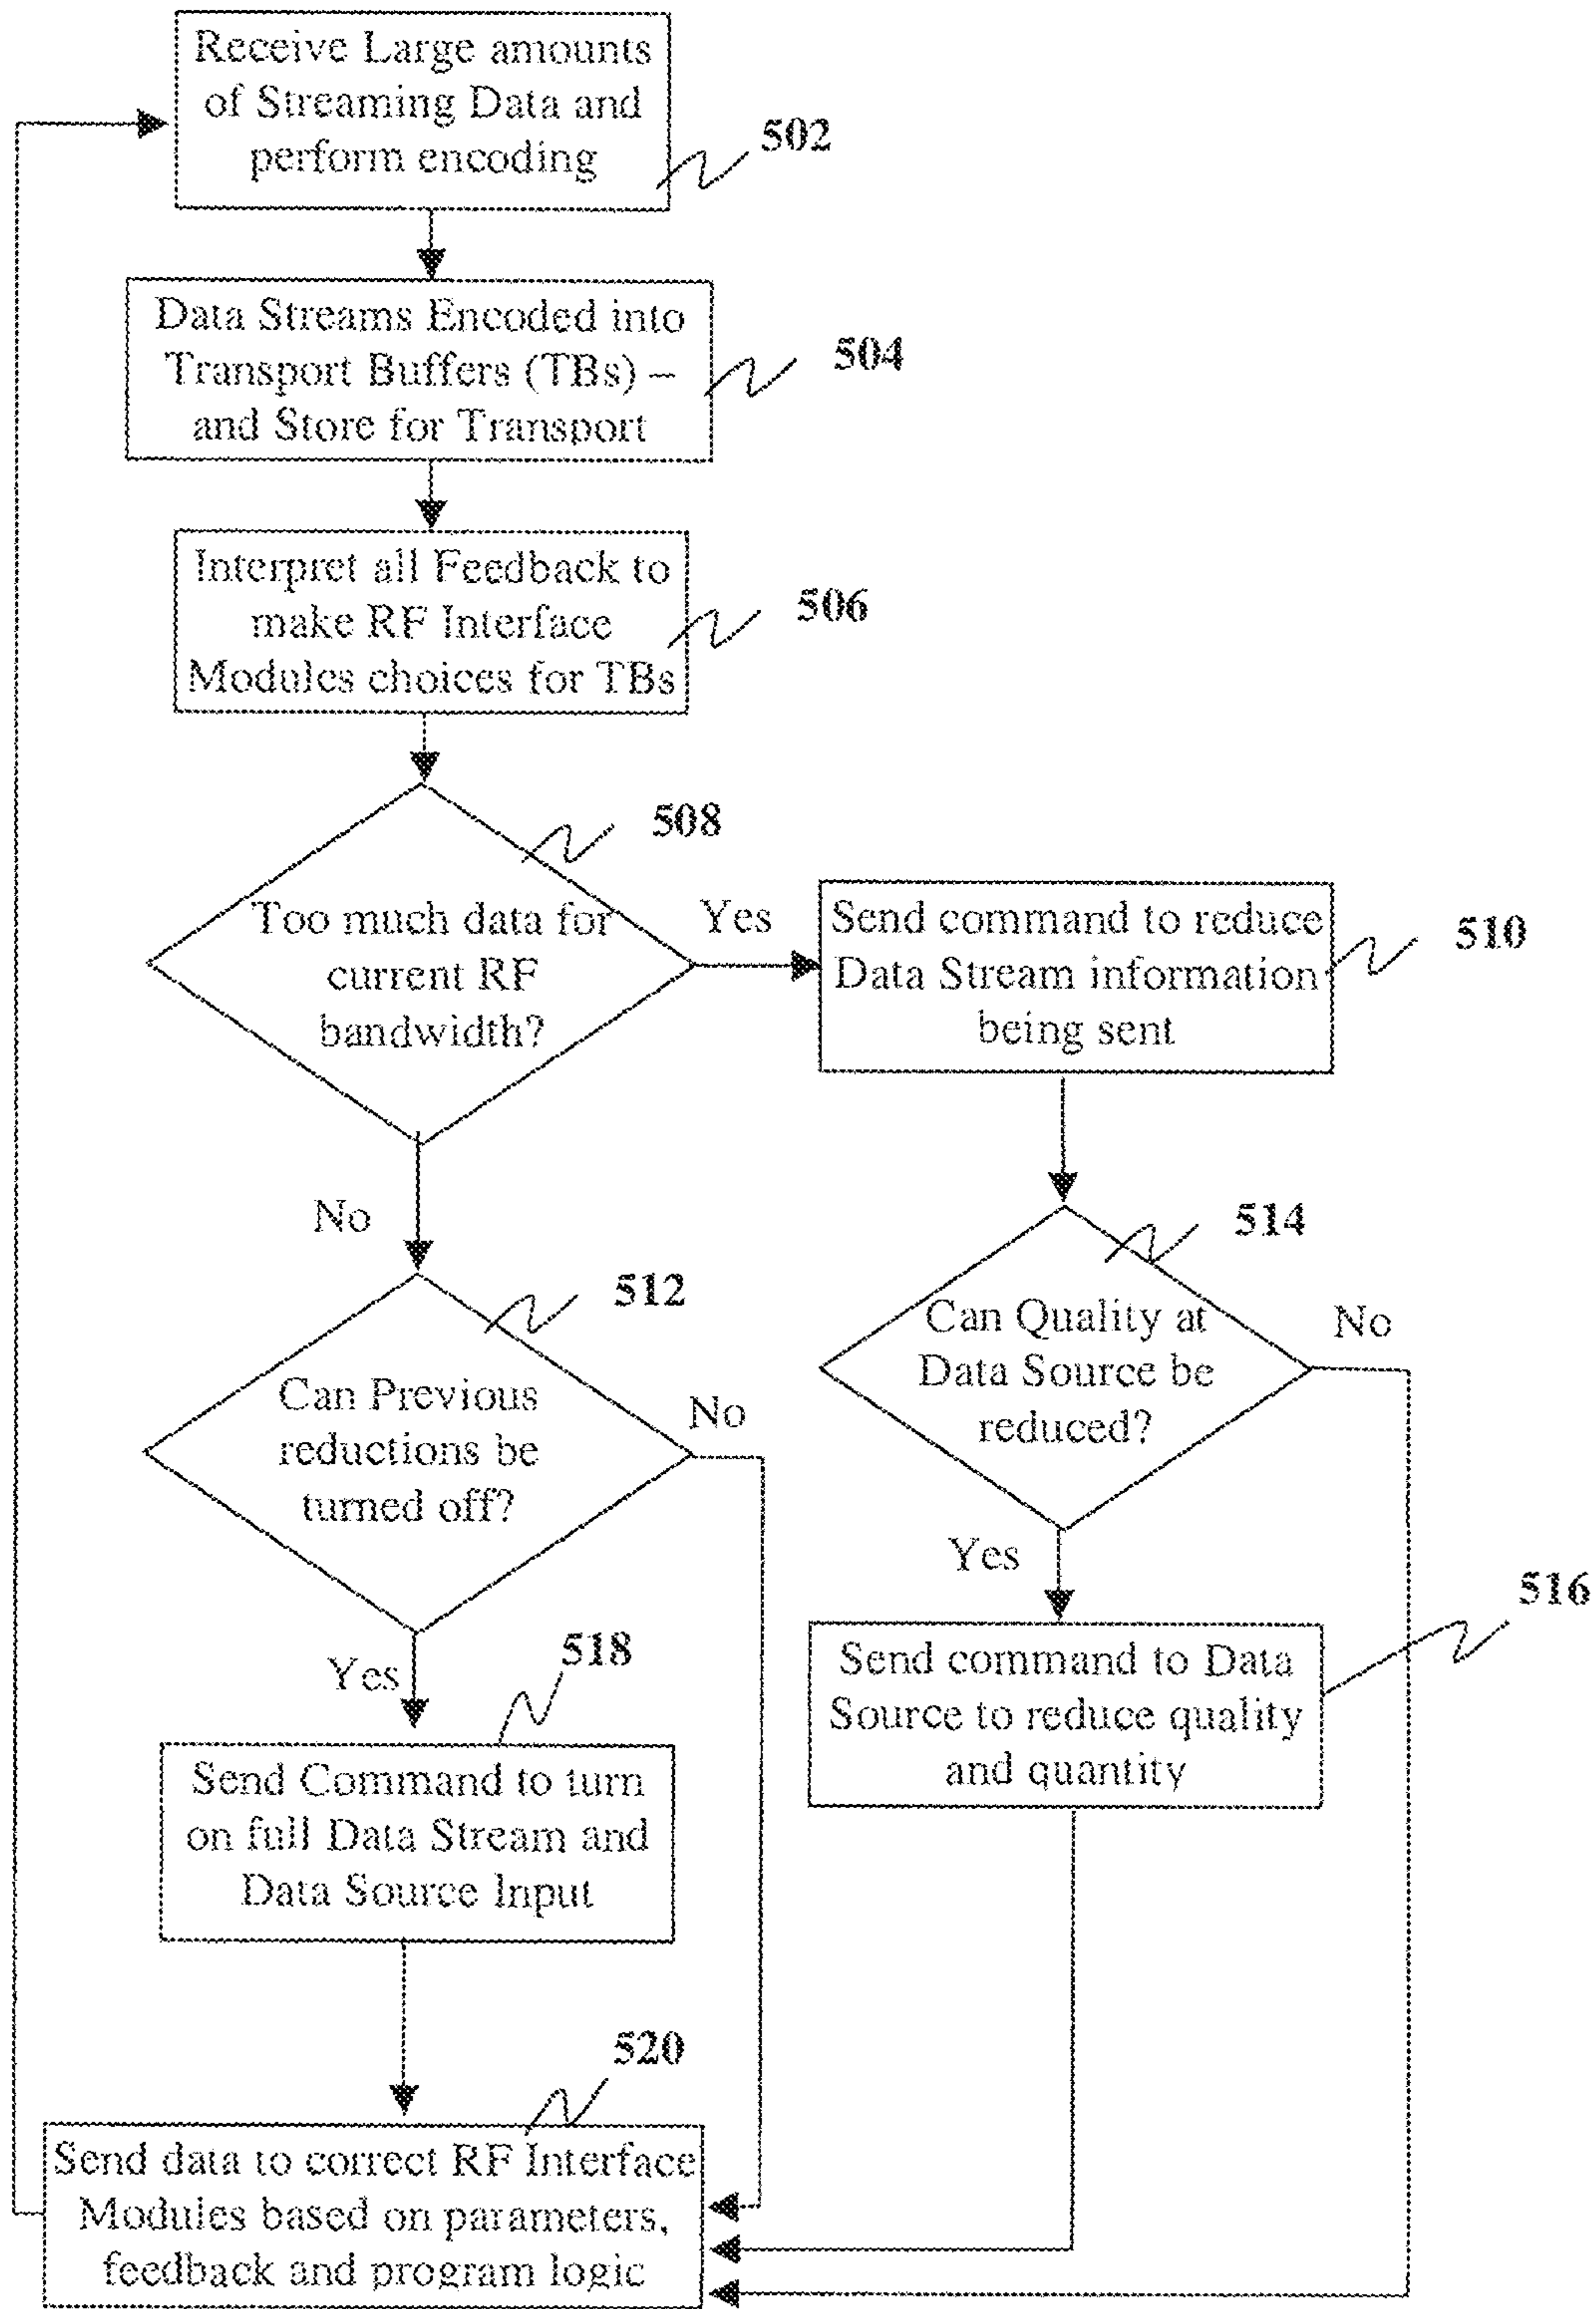 Receive Large amounts
of Streaming Data and
perform encoding
502
Data Streams Encoded into
Transport Buffers (TBs) –
and Store for Transport
504
Interpret all Feedback to
make RF Interface
Modules choices for TBs
506
508
Too much data for
current RF
bandwidth?
Yes
Send command to reduce
Data Stream information
being sent
510
No
512
Can Previous
reductions be
turned off?
No
514
Can Quality at
Data Source be
reduced?
No
Yes
516
Send command to Data
Source to reduce quality
and quantity
Yes
518
Send Command to turn
on full Data Stream and
Data Source Input
520
Send data to correct RF Interface
Modules based on parameters,
feedback and program logic